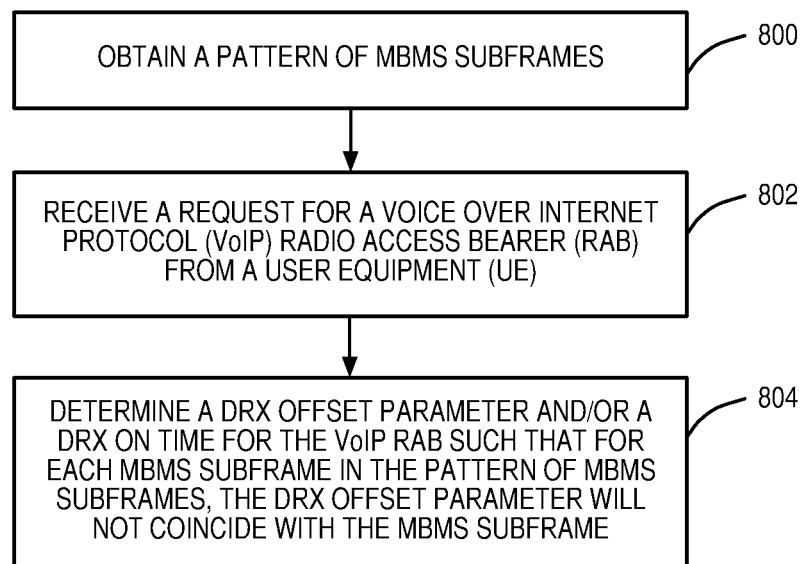 OBTAIN A PATTERN OF MBMS SUBFRAMES
800
RECEIVE A REQUEST FOR A VOICE OVER INTERNET
PROTOCOL (VoIP) RADIO ACCESS BEARER (RAB)
FROM A USER EQUIPMENT (UE)
802
DETERMINE A DRX OFFSET PARAMETER AND/OR A
DRX ON TIME FOR THE VoIP RAB SUCH THAT FOR
EACH MBMS SUBFRAME IN THE PATTERN OF MBMS
SUBFRAMES, THE DRX OFFSET PARAMETER WILL
NOT COINCIDE WITH THE MBMS SUBFRAME
804